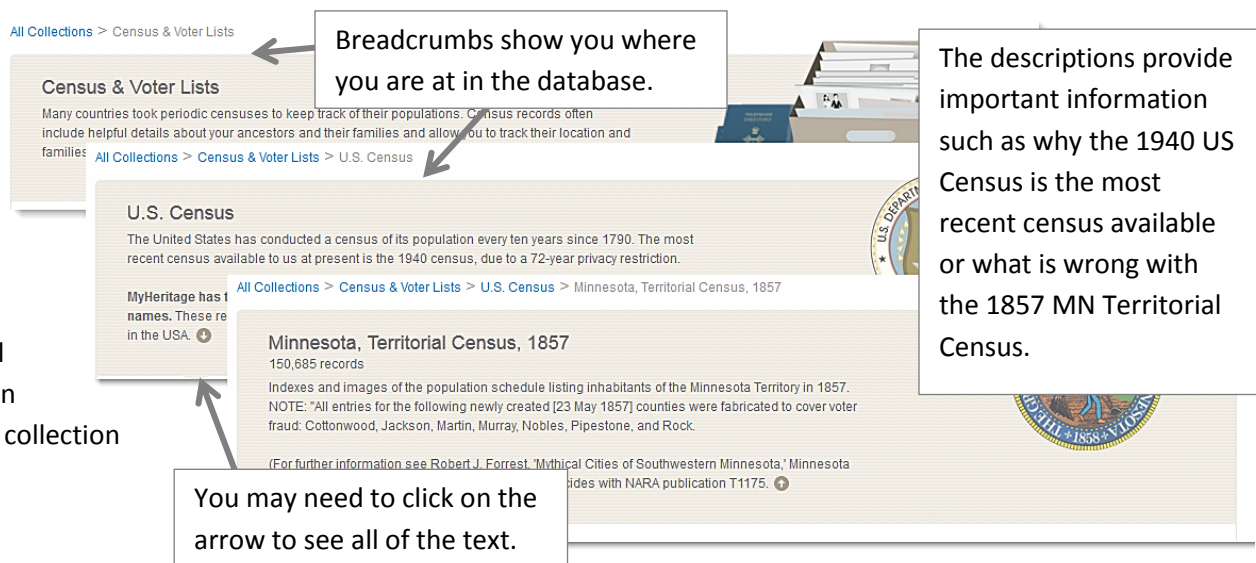 All Collections > Census & Voter Lists
Census & Voter Lists
Many countries took periodic censuses to keep track of their populations. Census records often
include helpful details about your ancestors and their families and allow you to track their location and
families
Breadcrumbs show you where
you are at in the database.
All Collections > Census & Voter Lists > U.S. Census
U.S. Census
The United States has conducted a census of its population every ten years since 1790. The most
recent census available to us at present is the 1940 census, due to a 72-year privacy restriction.
MyHeritage has
names. These re
in the USA.
All Collections > Census & Voter Lists > U.S. Census > Minnesota, Territorial Census, 1857
Minnesota, Territorial Census, 1857
150,685 records
Indexes and images of the population schedule listing inhabitants of the Minnesota Territory in 1857.
NOTE: "All entries for the following newly created [23 May 1857] counties were fabricated to cover voter
fraud: Cottonwood, Jackson, Martin, Murray, Nobles, Pipestone, and Rock.
(For further information see Robert J. Forrest, 'Mythical Cities of Southwestern Minnesota,' Minnesota
cides with NARA publication T1175.
The descriptions provide
important information
such as why the 1940 US
Census is the most
recent census available
or what is wrong with
the 1857 MN Territorial
Census.
You may need to click on the
arrow to see all of the text.
n
collection
U.S. DEPARTM
1858